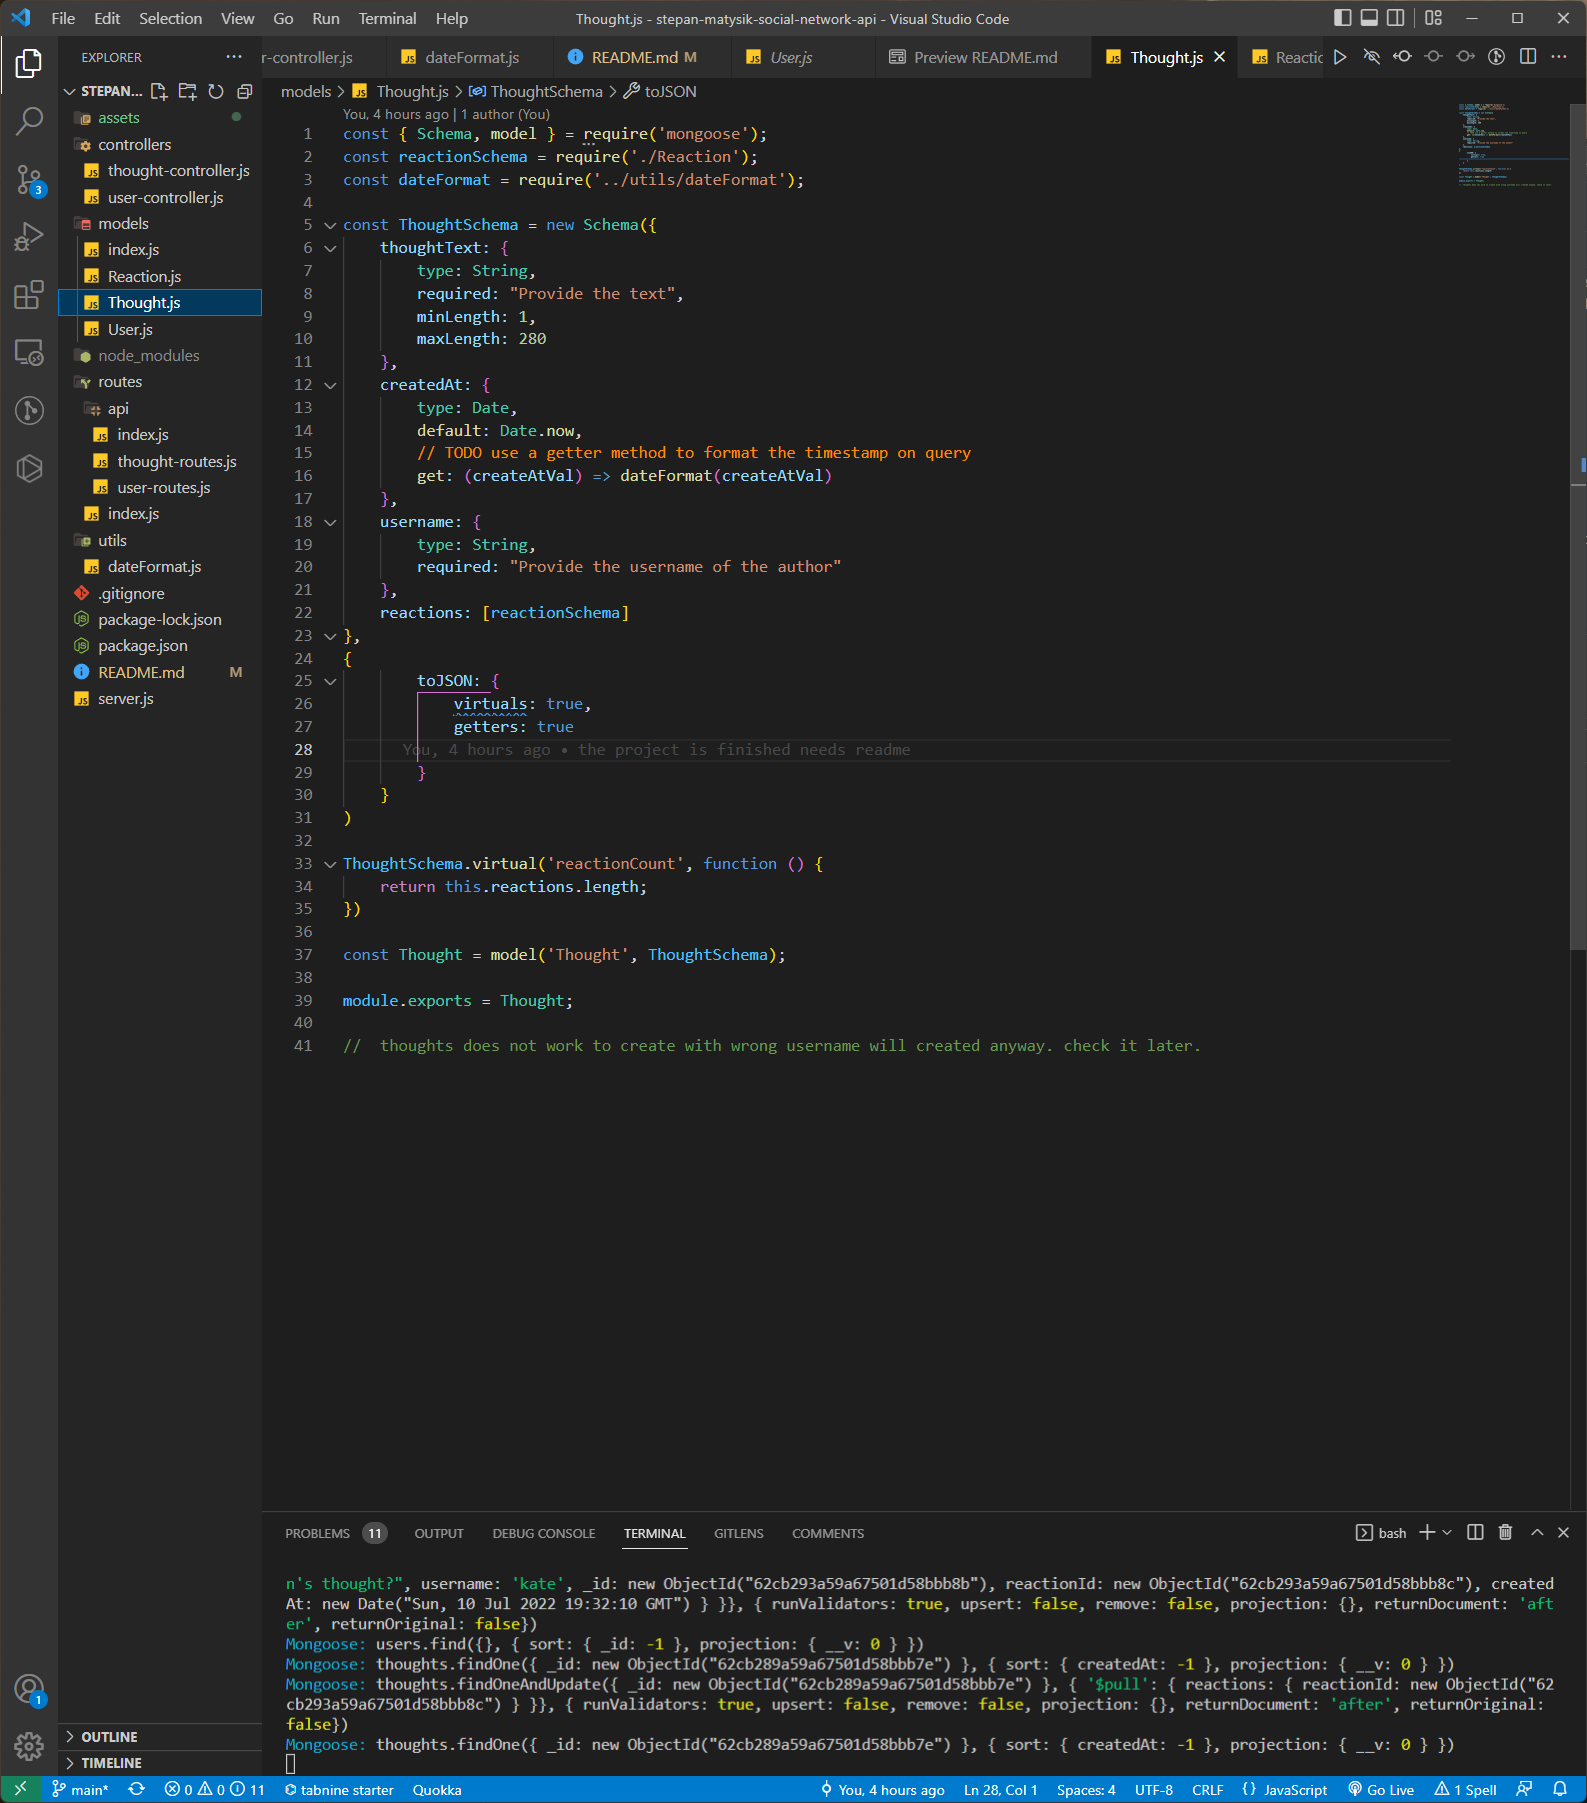 File Edit Selection View Go Run Terminal Help
Thought.js - stepan-matysik-social-network-api - Visual Studio Code
EXPLORER
r-controller.js
dateFormat.js
README.md M
User.js
Preview README.md
Thought.js
Reactic
STEPAN...
assets
controllers
thought-controller.js
user-controller.js
models
index.js
Reaction.js
Thought.js
User.js
node_modules
routes
api
index.js
thought-routes.js
user-routes.js
index.js
utils
dateFormat.js
.gitignore
package-lock.json
package.json
README.md M
server.js
OUTLINE
TIMELINE
3
1
models > Thought.js > ThoughtSchema > toJSON
You, 4 hours ago | 1 author (You)
1 const { Schema, model } = require('mongoose');
2 const reactionSchema = require('./Reaction');
3 const dateFormat = require('../utils/dateFormat');
4
5 const ThoughtSchema = new Schema({
6 thoughtText: {
7 type: String,
8 required: "Provide the text",
9 minLength: 1,
10 maxLength: 280
11 },
12 createdAt: {
13 type: Date,
14 default: Date.now,
15 // TODO use a getter method to format the timestamp on query
16 get: (createAtVal) => dateFormat(createAtVal)
17 },
18 username: {
19 type: String,
20 required: "Provide the username of the author"
21 },
22 reactions: [reactionSchema]
23 },
24 {
25 toJSON: {
26 virtuals: true,
27 getters: true
28 You, 4 hours ago • the project is finished needs readme
29 }
30 }
31 )
32
33 ThoughtSchema.virtual('reactionCount', function () {
34 return this.reactions.length;
35 })
36
37 const Thought = model('Thought', ThoughtSchema);
38
39 module.exports = Thought;
40
41 //  thoughts does not work to create with wrong username will created anyway. check it later.
PROBLEMS 11 OUTPUT DEBUG CONSOLE TERMINAL GITLENS COMMENTS
bash
n's thought?", username: 'kate', _id: new ObjectId("62cb293a59a67501d58bbb8b"), reactionId: new ObjectId("62cb293a59a67501d58bbb8c"), created
At: new Date("Sun, 10 Jul 2022 19:32:10 GMT") } }}, { runValidators: true, upsert: false, remove: false, projection: {}, returnDocument: 'aft
er', returnOriginal: false})
Mongoose: users.find({}, { sort: { _id: -1 }, projection: { __v: 0 } })
Mongoose: thoughts.findOne({ _id: new ObjectId("62cb289a59a67501d58bbb7e") }, { sort: { createdAt: -1 }, projection: { __v: 0 } })
Mongoose: thoughts.findOneAndUpdate({ _id: new ObjectId("62cb289a59a67501d58bbb7e") }, { '$pull': { reactions: { reactionId: new ObjectId("62
cb293a59a67501d58bbb8c") } }}, { runValidators: true, upsert: false, remove: false, projection: {}, returnDocument: 'after', returnOriginal:
false})
Mongoose: thoughts.findOne({ _id: new ObjectId("62cb289a59a67501d58bbb7e") }, { sort: { createdAt: -1 }, projection: { __v: 0 } })
main* 0 0 11 tabnine starter Quokka
You, 4 hours ago Ln 28, Col 1 Spaces: 4 UTF-8 CRLF {} JavaScript Go Live 1 Spell